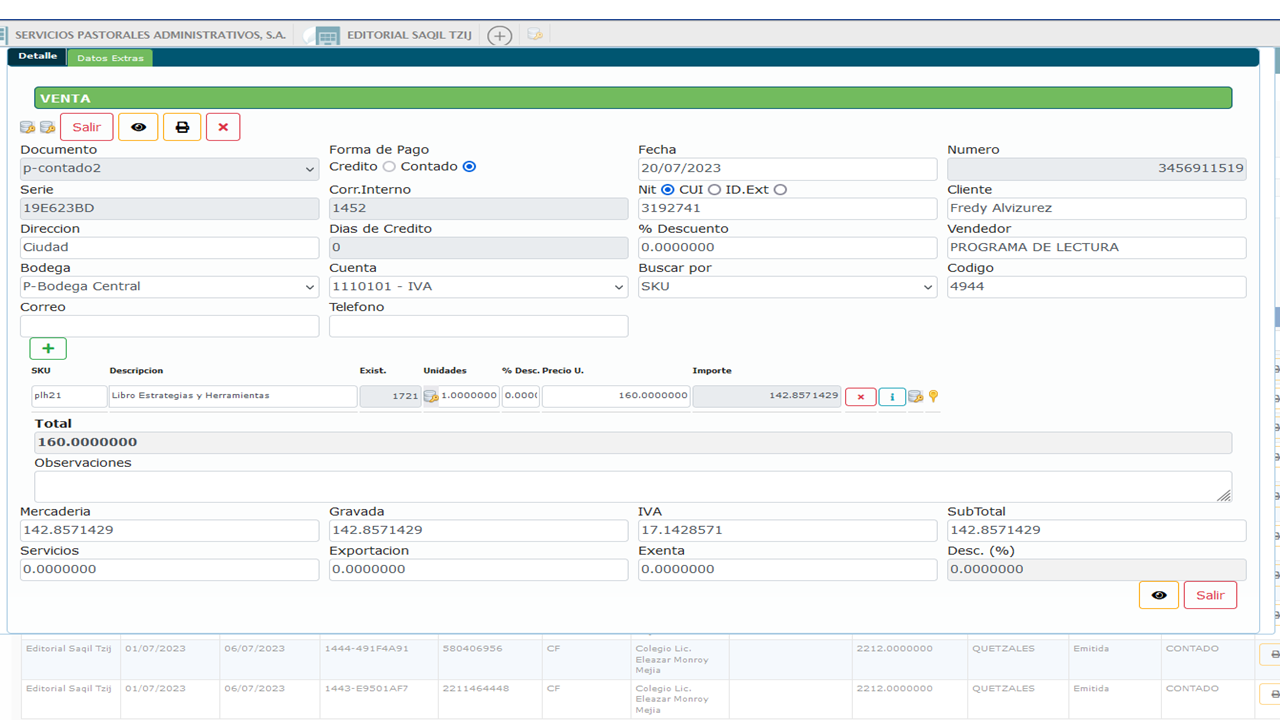 SERVICIOS PASTORALES ADMINISTRATIVOS, S.A. EDITORIAL SAQIL TZIJ
Detalle Datos Extras
VENTA
Salir
Documento Forma de Pago Fecha Numero
p-contado2 Credito Contado 20/07/2023 3456911519
Serie Corr.Interno Nit CUI ID.Ext Cliente
19E623BD 1452 3192741 Fredy Alvizurez
Direccion Dias de Credito % Descuento Vendedor
Ciudad 0 0.0000000 PROGRAMA DE LECTURA
Bodega Cuenta Buscar por Codigo
P-Bodega Central 1110101 - IVA SKU 4944
Correo Telefono
SKU Descripcion Exist. Unidades % Desc. Precio U. Importe
plh21 Libro Estrategias y Herramientas 1721 1.0000000 0.000 160.0000000 142.8571429
Total
160.0000000
Observaciones
Mercaderia Gravada IVA SubTotal
142.8571429 142.8571429 17.1428571 142.8571429
Servicios Exportacion Exenta Desc. (%)
0.0000000 0.0000000 0.0000000 0.0000000
Salir
Editorial Saqil Tzij 01/07/2023 06/07/2023 1444-491F4A91 580406956 CF Colegio Lic. 2212.0000000 QUETZALES Emitida CONTADO
Eleazar Monroy
Mejia
Editorial Saqil Tzij 01/07/2023 06/07/2023 1443-E9501AF7 2211464448 CF Colegio Lic. 2212.0000000 QUETZALES Emitida CONTADO
Eleazar Monroy
Mejia